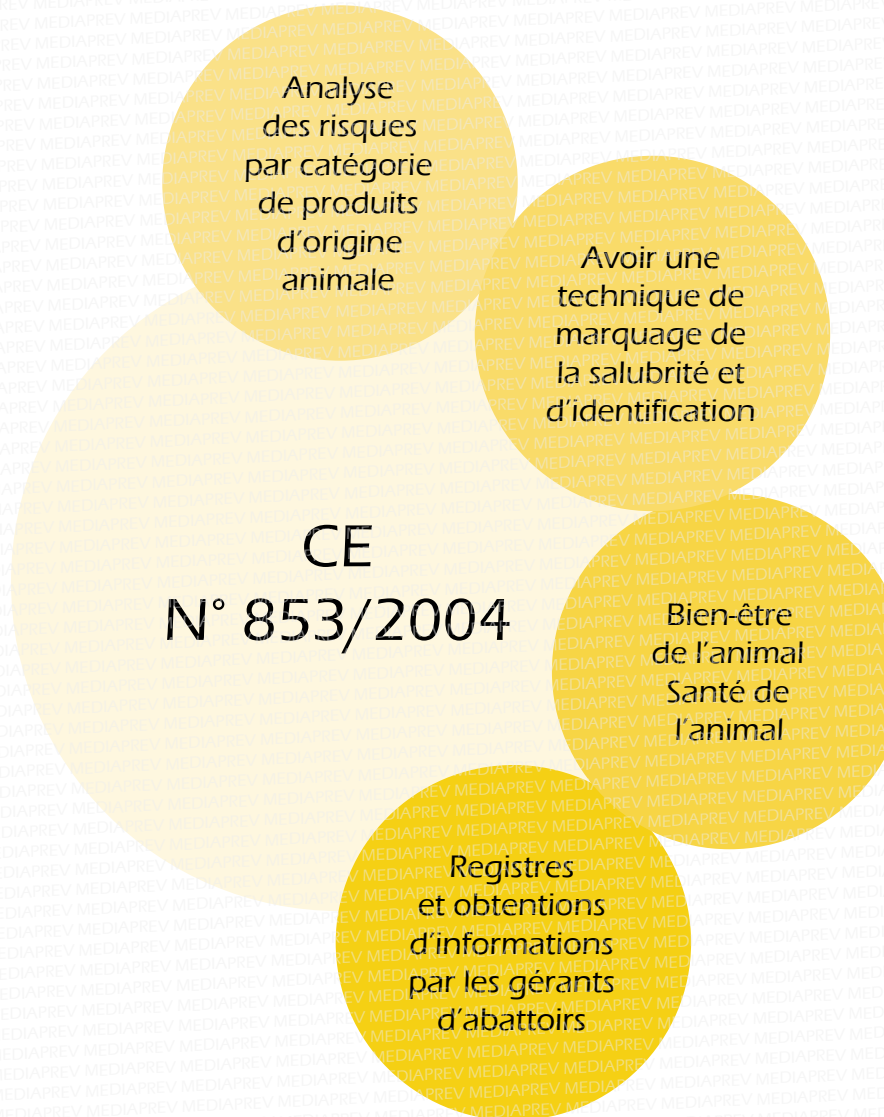 Analyse
des risques
par catégorie
de produits
d'origine
animale
Avoir une
technique de
marquage de
la salubrité et
d'identification
CE
N° 853/2004
Bien-être
de l'animal
Santé de
l'animal
Registres
et obtentions
d'informations
par les gérants
d'abattoirs